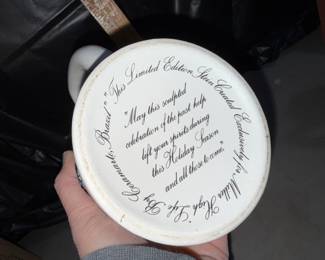 "This Limited Edition Stein Created Exclusively for Miller High "Life" By Ceramarte, Brazil"
"May this sculpted
celebration of the past help
lift your spirits during
this Holiday Season
and all those to come."